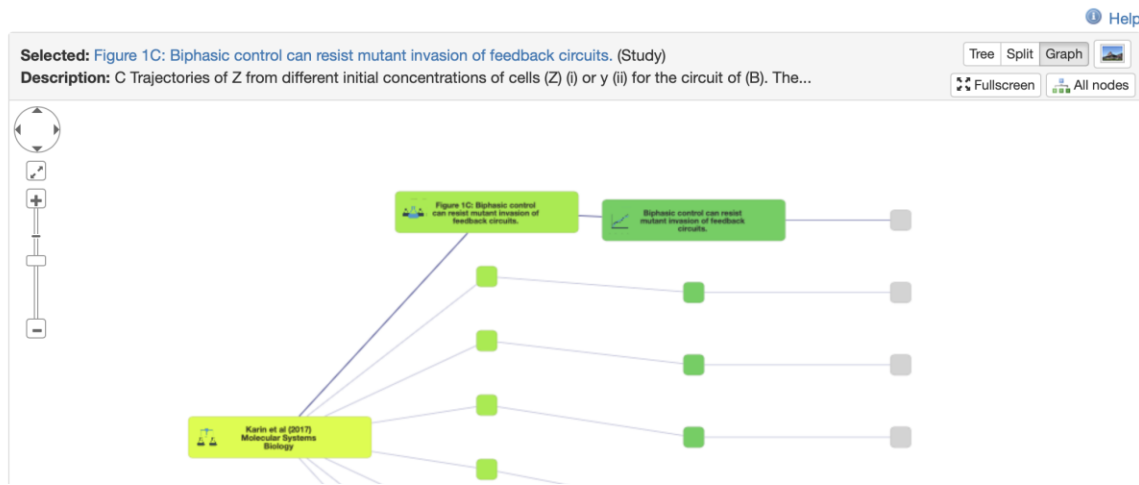 Help
Selected: Figure 1C: Biphasic control can resist mutant invasion of feedback circuits. (Study)
Tree Split Graph
Description: C Trajectories of Z from different initial concentrations of cells (Z) (i) or y (ii) for the circuit of (B). The...
Fullscreen All nodes
Figure 1C: Biphasic control
can resist mutant invasion of
feedback circuits.
Biphasic control can resist
mutant invasion of feedback
circuits.
Karin et al (2017)
Molecular Systems
Biology